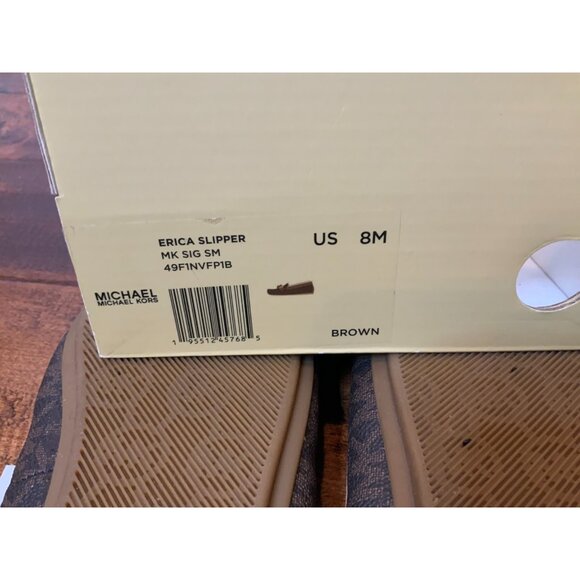 ERICA SLIPPER
MK SIG SM
49F1NVFP1B
US 8M
MICHAEL
MICHAEL KORS
1 95512 45768 5
BROWN